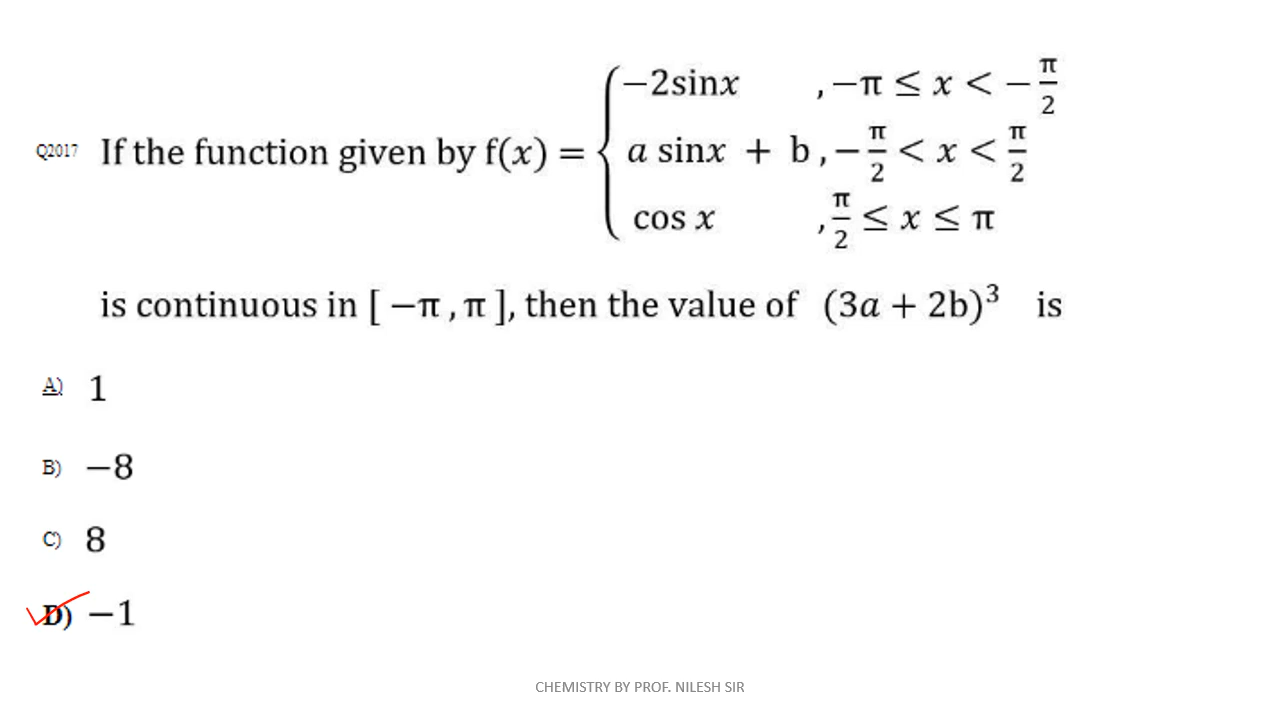 Q2017 If the function given by f(x) = { −2sinx , −π ≤ x < −π/2
a sinx + b , −π/2 < x < π/2
cos x , π/2 ≤ x ≤ π
is continuous in [ −π , π ], then the value of (3a + 2b)³ is
A) 1
B) −8
C) 8
D) −1
CHEMISTRY BY PROF. NILESH SIR